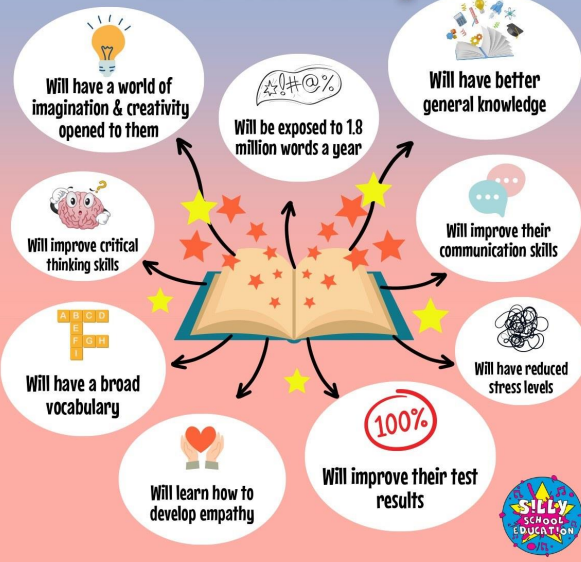 Will have a world of
imagination & creativity
opened to them
☆!#@%
Will be exposed to 1.8
million words a year
Will have better
general knowledge
?
Will improve critical
thinking skills
Will improve their
communication skills
A B C D
E
F G H
I
Will have a broad
vocabulary
Will have reduced
stress levels
Will learn how to
develop empathy
100%
Will improve their test
results
SILLY
SCHOOL
EDUCATION